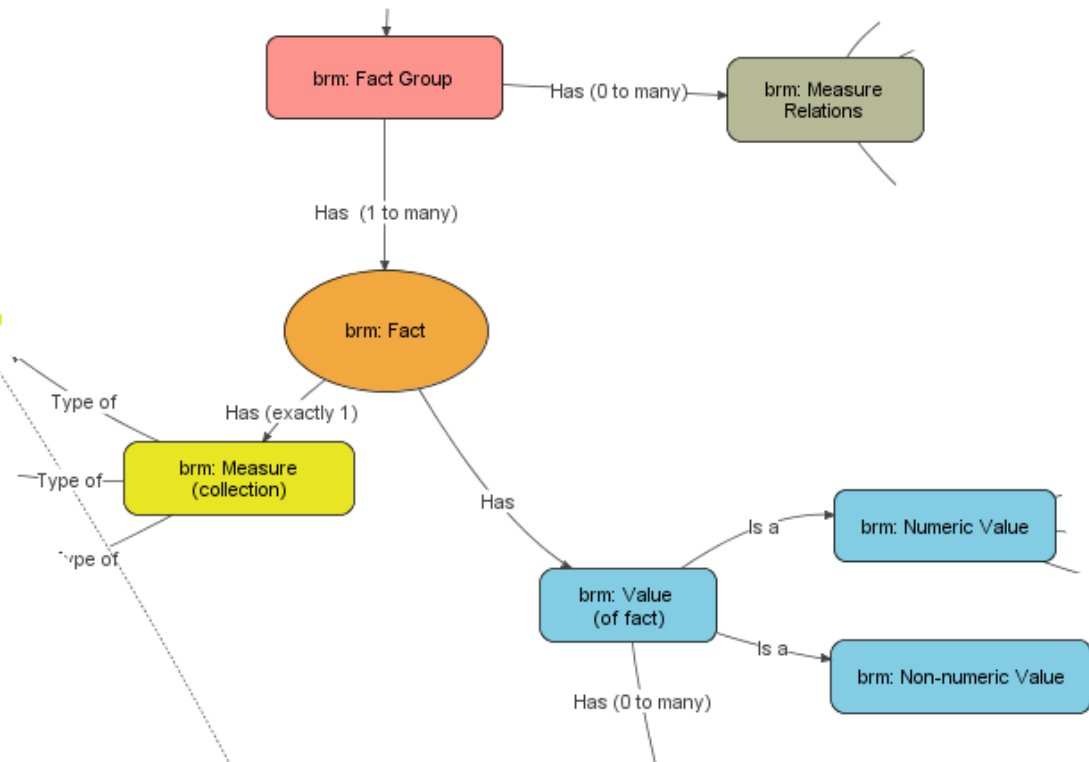 brm: Fact Group
Has (0 to many)
brm: Measure
Relations
Has (1 to many)
brm: Fact
Type of
Has (exactly 1)
brm: Measure
(collection)
Type of
Type of
Has
brm: Numeric Value
Is a
brm: Value
(of fact)
Is a
brm: Non-numeric Value
Has (0 to many)